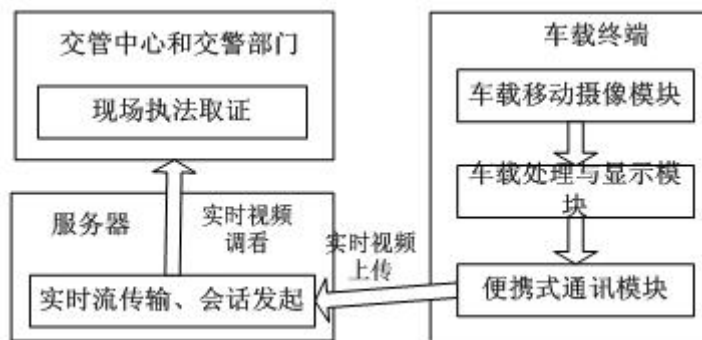 交管中心和交警部门
现场执法取证
服务器
实时视频
调看
实时流传输、会话发起
实时视频
上传
车载终端
车载移动摄像模块
车载处理与显示模
块
便携式通讯模块